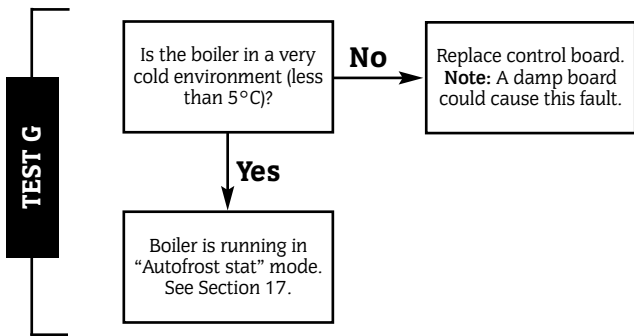 TEST G
Is the boiler in a very
cold environment (less
than 5°C)?
No
Replace control board.
Note: A damp board
could cause this fault.
Yes
Boiler is running in
“Autofrost stat” mode.
See Section 17.